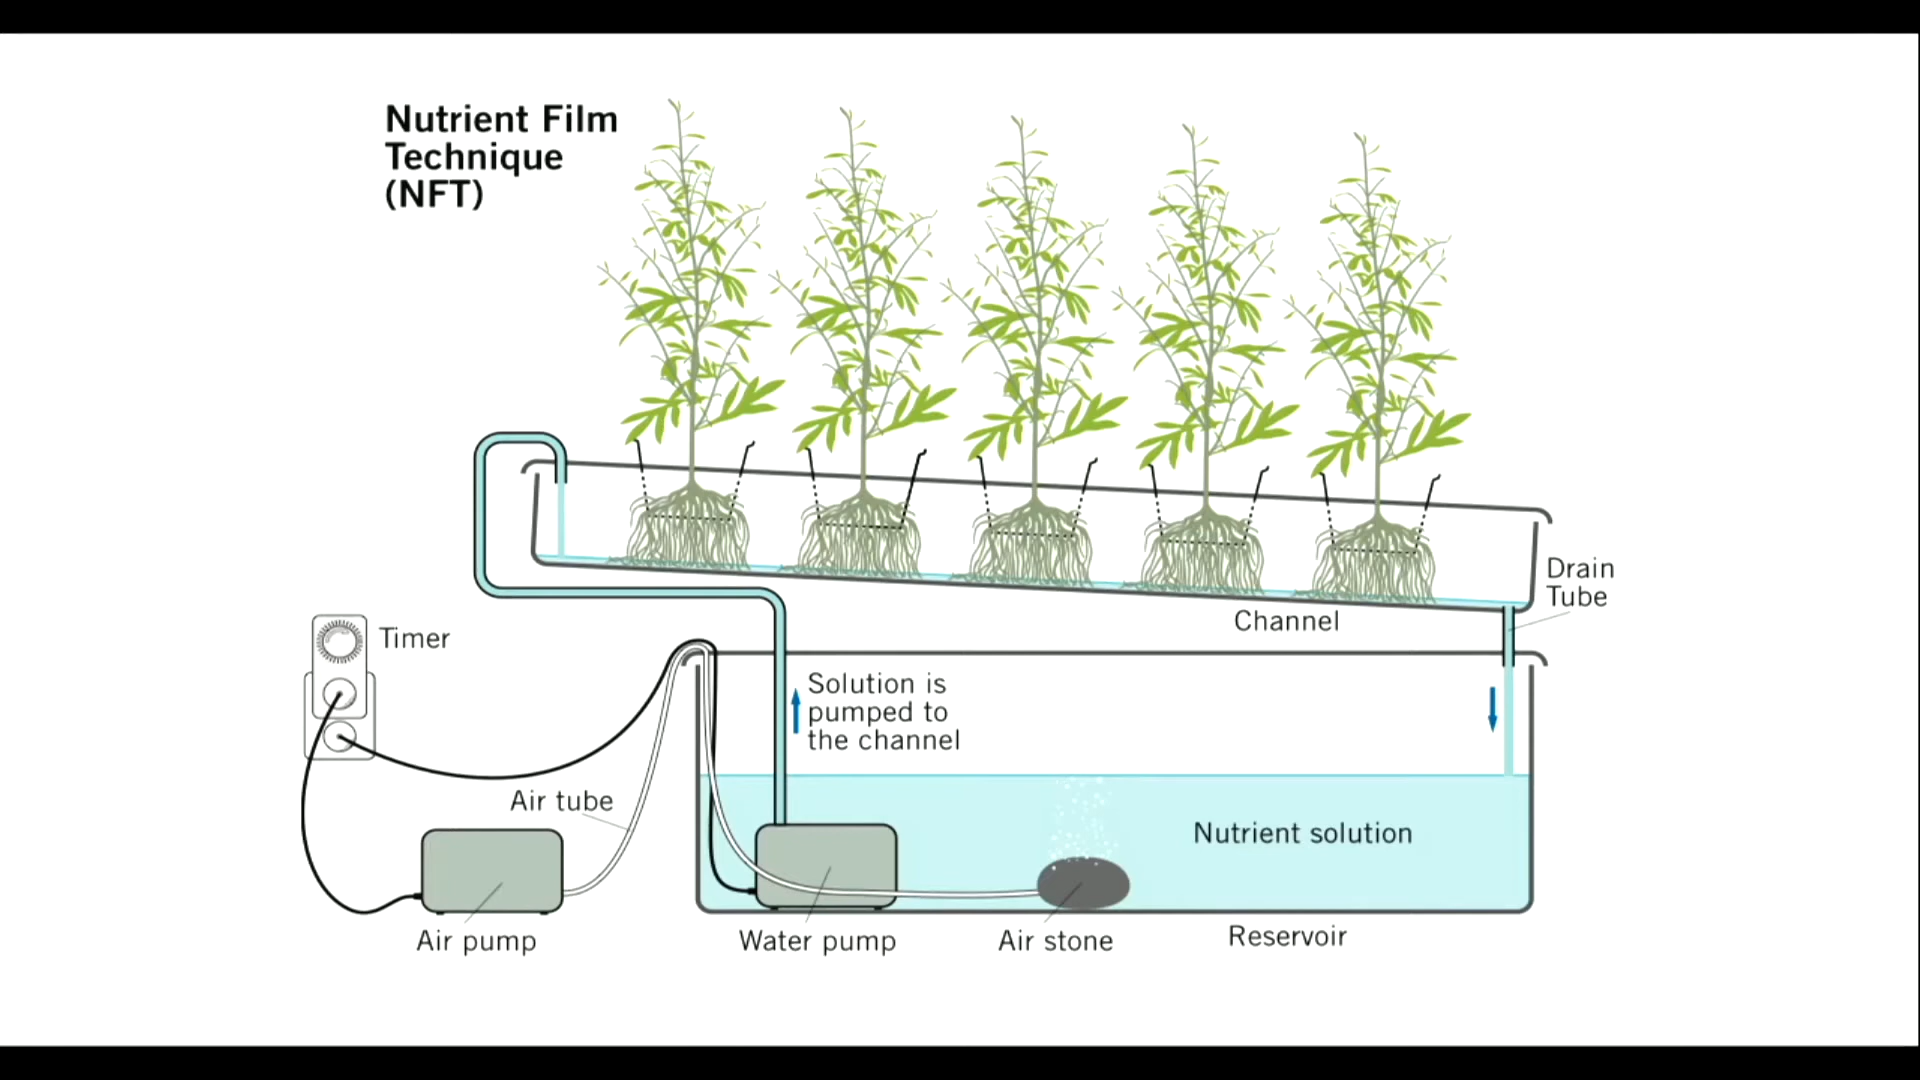 Nutrient Film
Technique
(NFT)
Drain
Tube
Channel
Timer
Solution is
pumped to
the channel
Air tube
Nutrient solution
Air pump
Water pump
Air stone
Reservoir